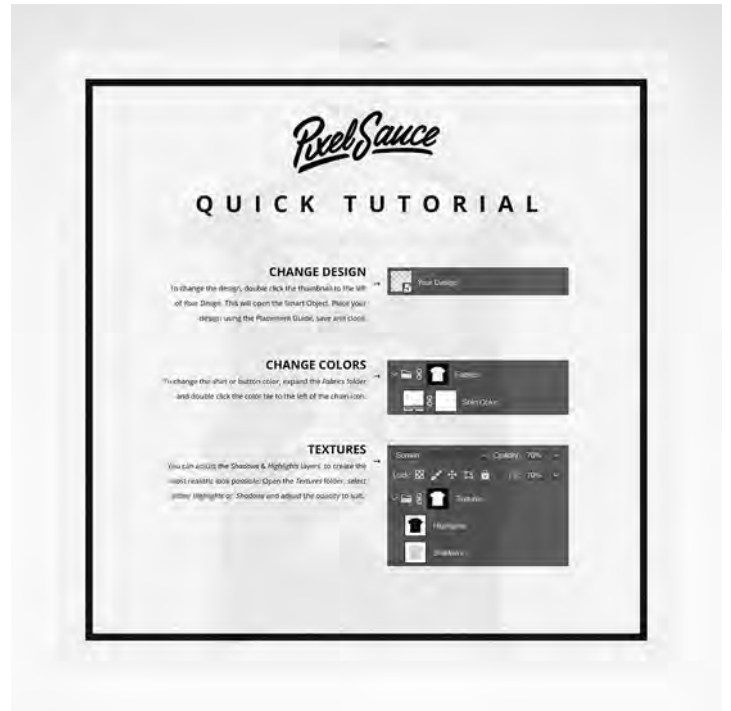 PixelSauce
QUICK TUTORIAL
CHANGE DESIGN
To change the design, double click the thumbnail to the left
of Your Design. This will open the Smart Object. Place your
design using the Placement Guide, save and close.
Your Design
CHANGE COLORS
To change the shirt or button color, expand the Fabrics folder
and double click the color tile to the left of the chain icon.
Fabrics
Shirt Color
TEXTURES
You can adjust the Shadows & Highlights layers, to create the
most realistic look possible. Open the Textures folder, select
either Highlights or Shadows and adjust the opacity to suit.
Screen Opacity: 70%
Lock: 70%
Textures
Highlights
Shadows